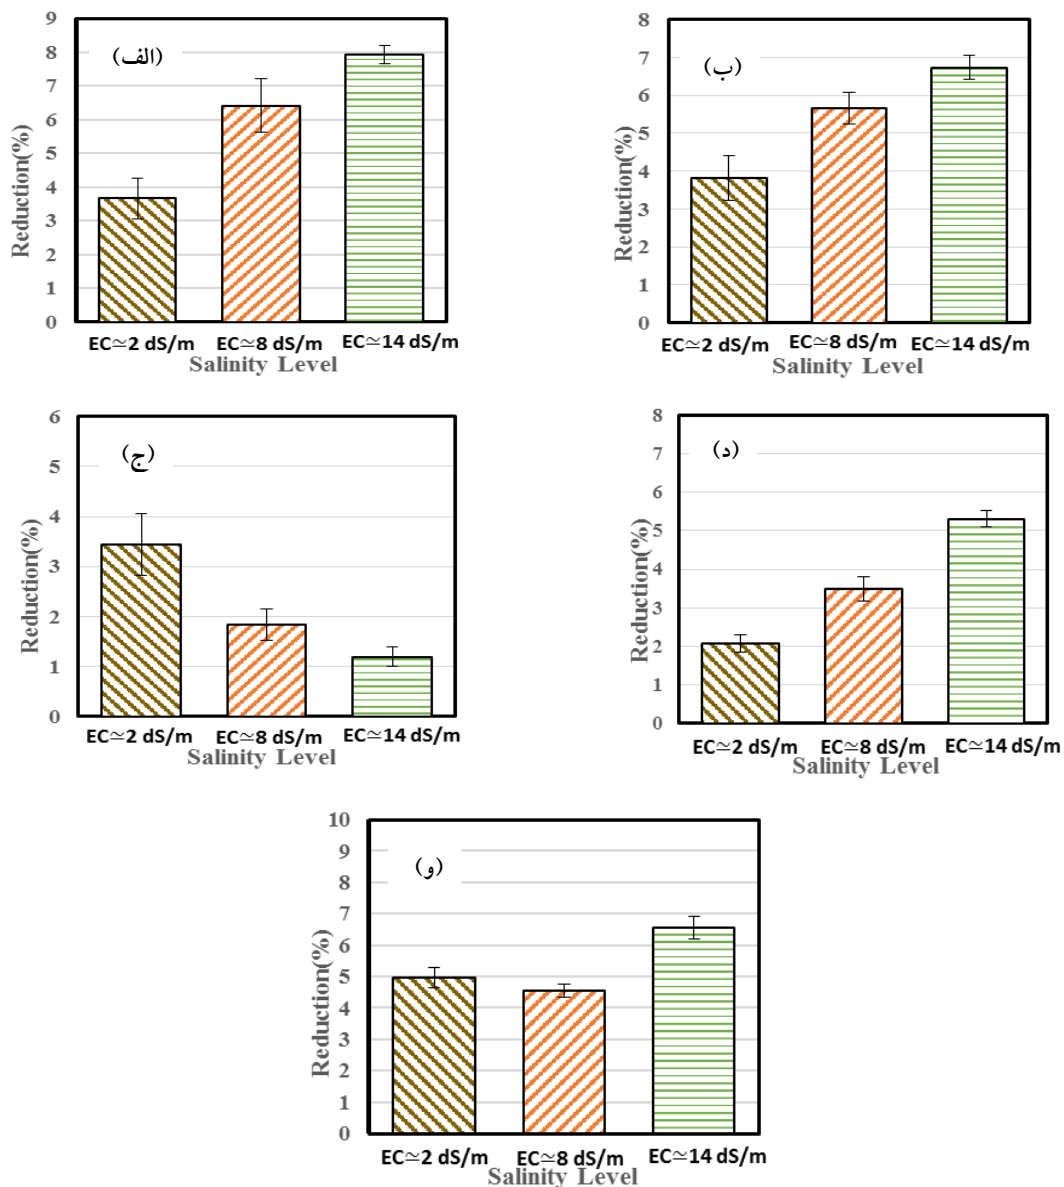 (الف)
Reduction(%)
9
8
7
6
5
4
3
2
1
0
EC≃2 dS/m EC≃8 dS/m EC≃14 dS/m
Salinity Level
(ب)
Reduction(%)
8
7
6
5
4
3
2
1
0
EC≃2 dS/m EC≃8 dS/m EC≃14 dS/m
Salinity Level
(ج)
Reduction(%)
6
5
4
3
2
1
0
EC≃2 dS/m EC≃8 dS/m EC≃14 dS/m
Salinity Level
(د)
Reduction(%)
8
7
6
5
4
3
2
1
0
EC≃2 dS/m EC≃8 dS/m EC≃14 dS/m
Salinity Level
(و)
Reduction(%)
10
9
8
7
6
5
4
3
2
1
0
EC≃2 dS/m EC≃8 dS/m EC≃14 dS/m
Salinity Level